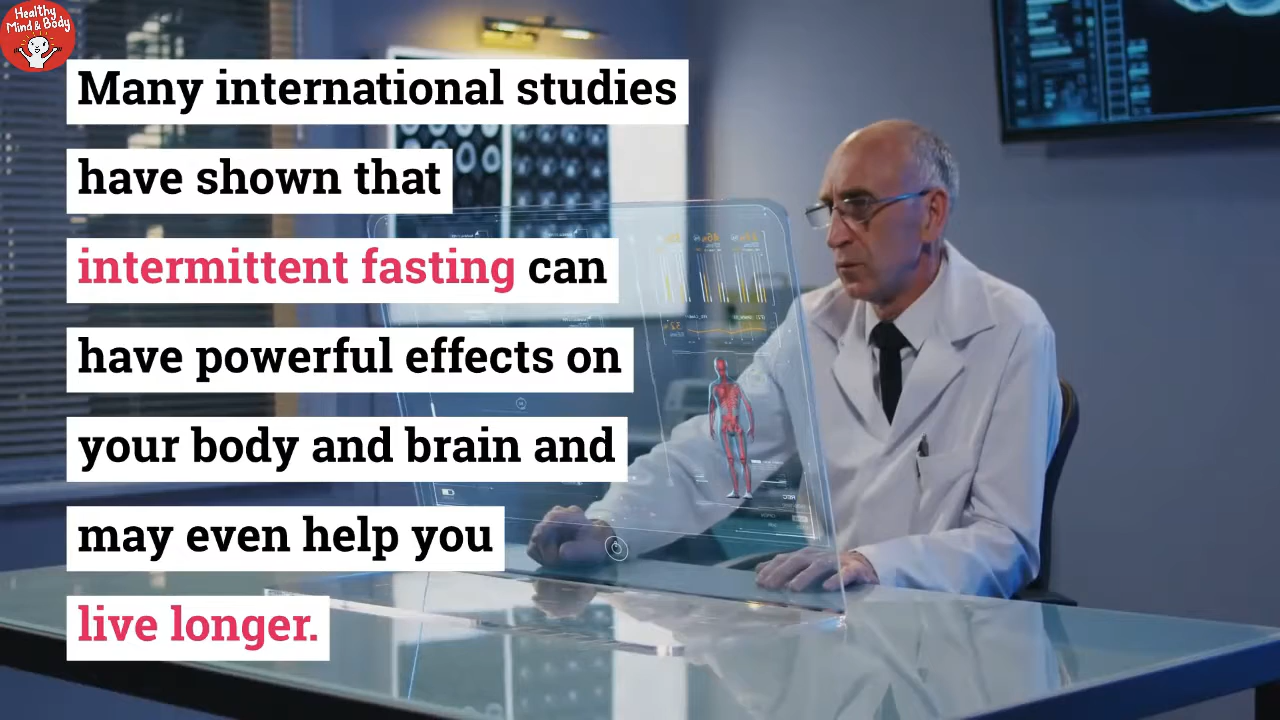 Healthy
Mind & Body
Many international studies
have shown that
intermittent fasting can
have powerful effects on
your body and brain and
may even help you
live longer.